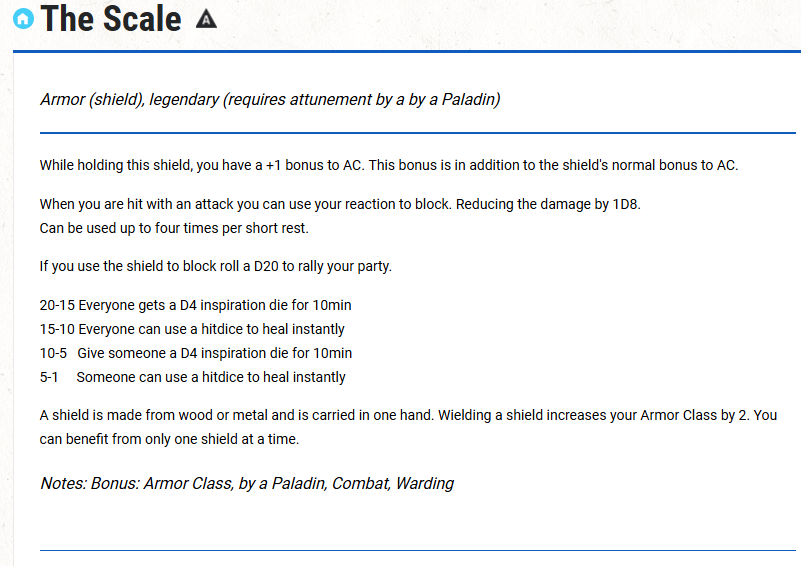 The Scale
Armor (shield), legendary (requires attunement by a by a Paladin)
While holding this shield, you have a +1 bonus to AC. This bonus is in addition to the shield's normal bonus to AC.
When you are hit with an attack you can use your reaction to block. Reducing the damage by 1D8.
Can be used up to four times per short rest.
If you use the shield to block roll a D20 to rally your party.
20-15 Everyone gets a D4 inspiration die for 10min
15-10 Everyone can use a hitdice to heal instantly
10-5 Give someone a D4 inspiration die for 10min
5-1 Someone can use a hitdice to heal instantly
A shield is made from wood or metal and is carried in one hand. Wielding a shield increases your Armor Class by 2. You
can benefit from only one shield at a time.
Notes: Bonus: Armor Class, by a Paladin, Combat, Warding